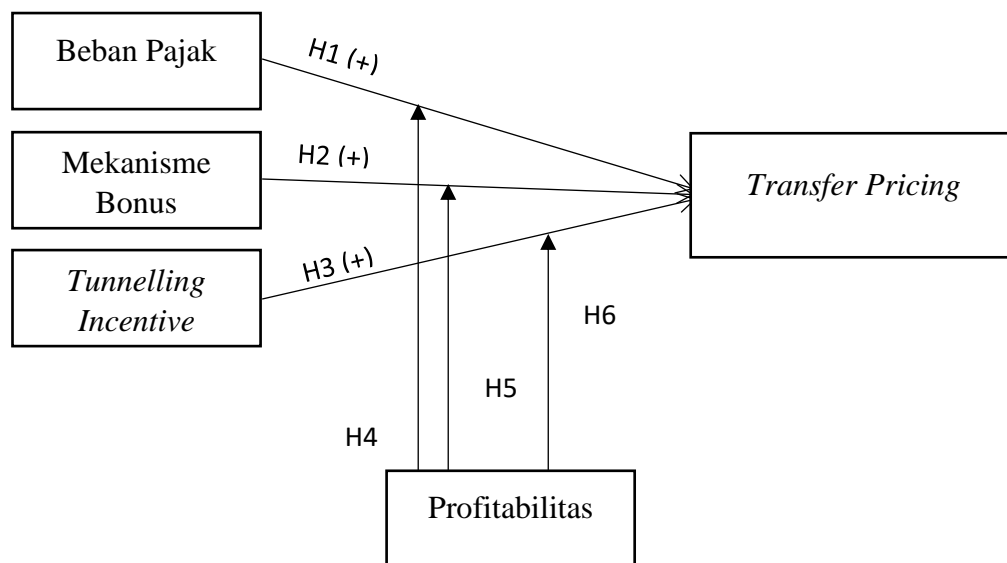 Beban Pajak
H1 (+)
Mekanisme
Bonus
H2 (+)
Transfer Pricing
Tunnelling
Incentive
H3 (+)
H6
H5
H4
Profitabilitas